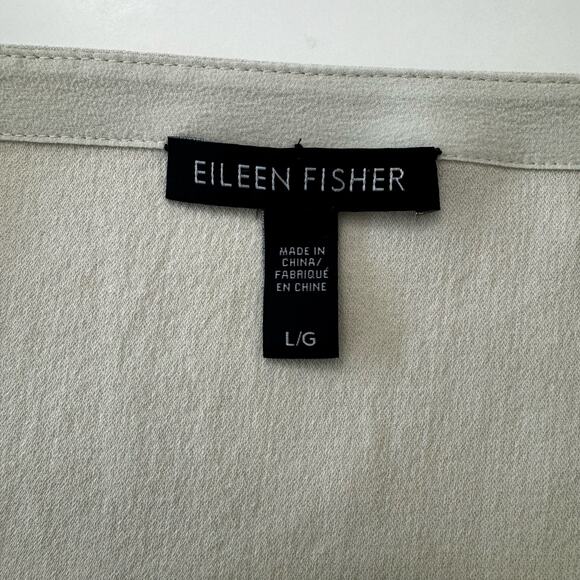 EILEEN FISHER
MADE IN
CHINA/
FABRIQUÉ
EN CHINE
L/G